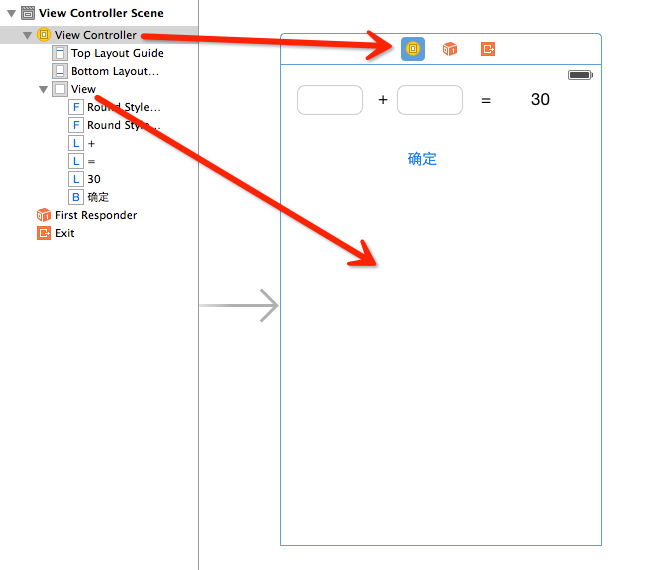 View Controller Scene
View Controller
Top Layout Guide
Bottom Layout...
View
F Round Style...
F Round Style...
L +
L =
L 30
B 确定
First Responder
Exit
+ = 30
确定